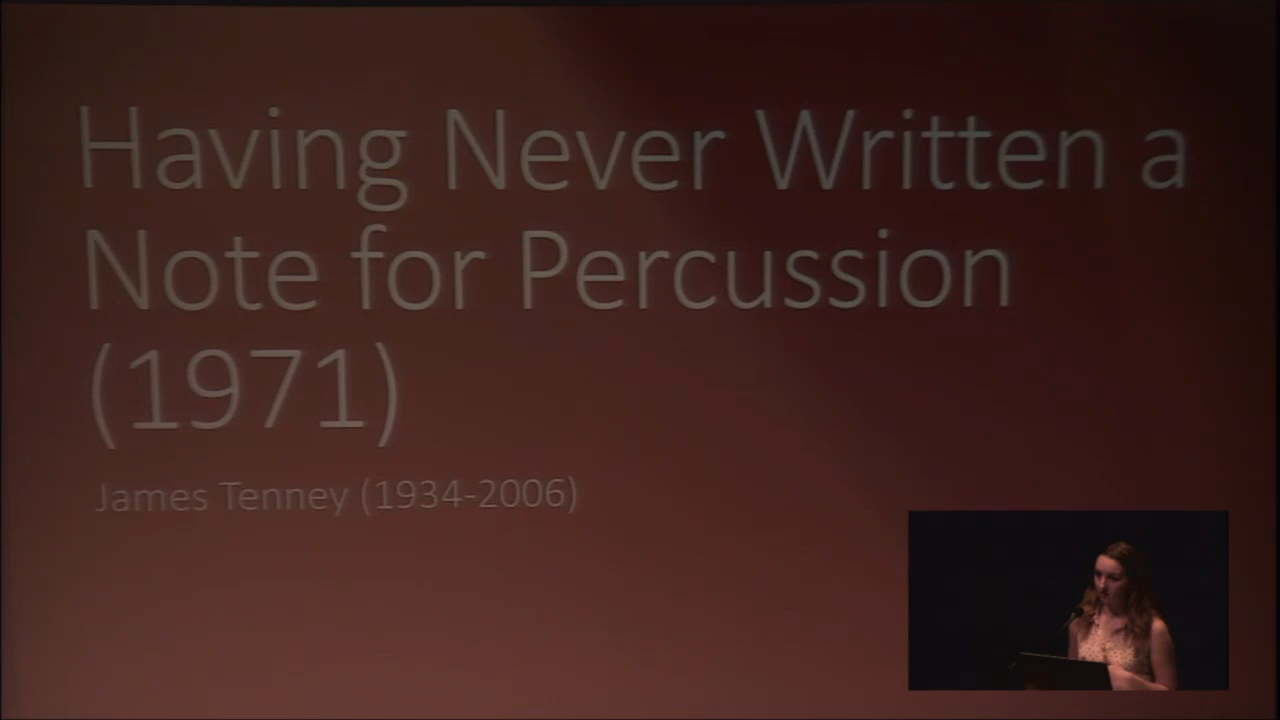 Having Never Written a
Note for Percussion
(1971)
James Tenney (1934-2006)